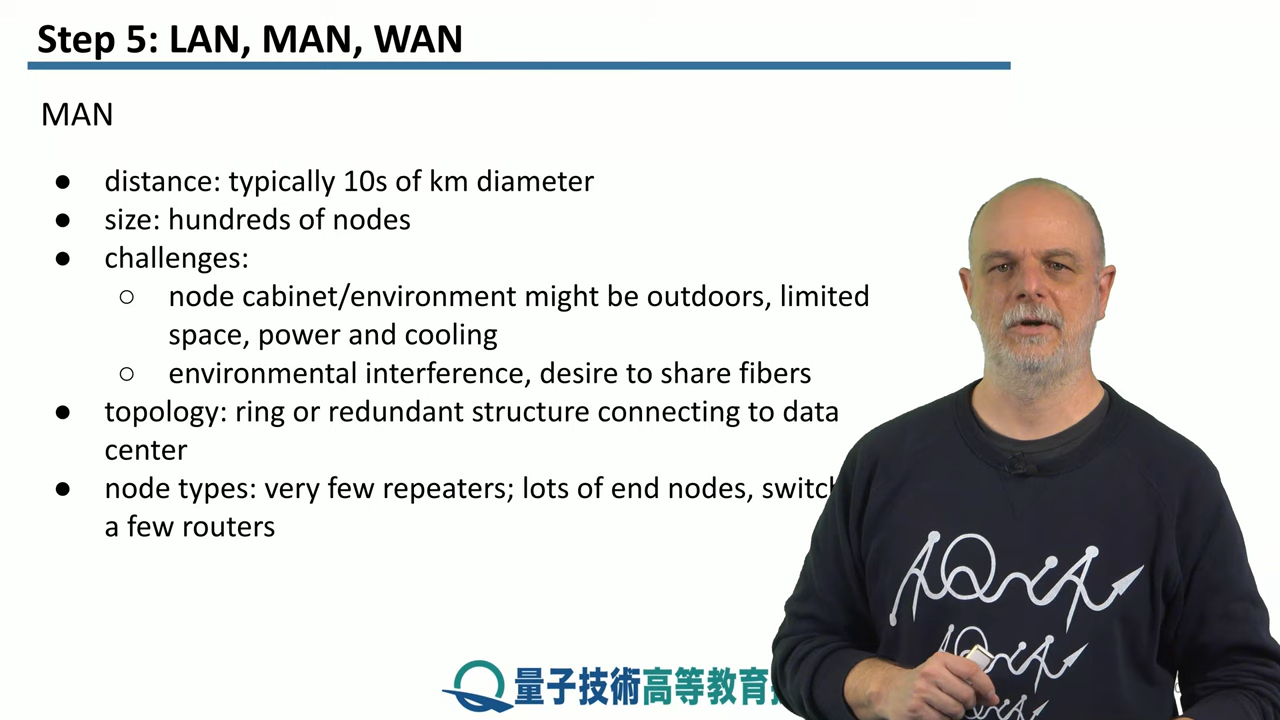 Step 5: LAN, MAN, WAN
MAN
● distance: typically 10s of km diameter
● size: hundreds of nodes
● challenges:
○ node cabinet/environment might be outdoors, limited
space, power and cooling
○ environmental interference, desire to share fibers
● topology: ring or redundant structure connecting to data
center
● node types: very few repeaters; lots of end nodes,
a few routers
量子技術高等教育